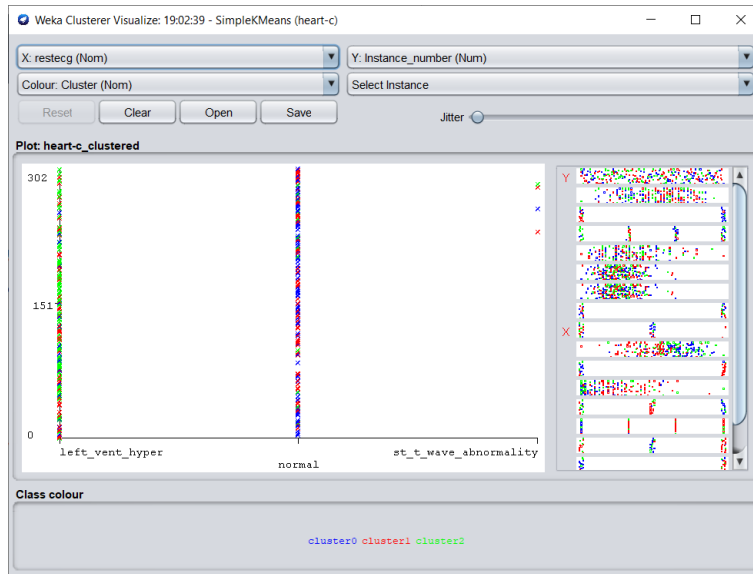 Weka Clusterer Visualize: 19:02:39 - SimpleKMeans (heart-c)
X: restecg (Nom) Y: Instance_number (Num)
Colour: Cluster (Nom) Select Instance
Reset Clear Open Save Jitter
Plot: heart-c_clustered
302
151
0
Y
X
left_vent_hyper normal st_t_wave_abnormality
Class colour
cluster0 cluster1 cluster2